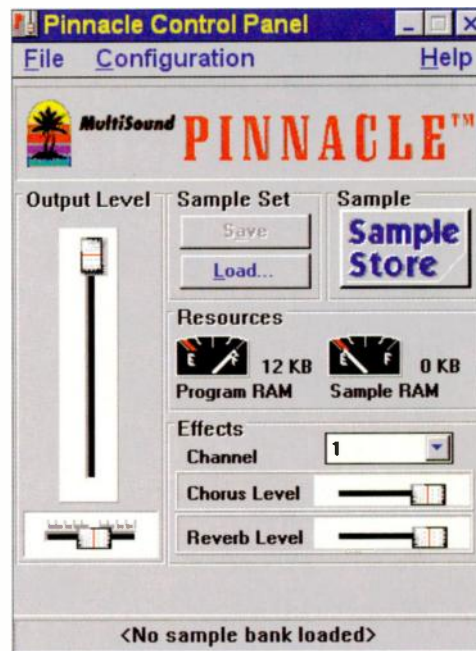 Pinnacle Control Panel
File Configuration Help
MultiSound PINNACLE™
Output Level
Sample Set
Save
Load...
Sample
Sample
Store
Resources
E F 12 KB
Program RAM
E F 0 KB
Sample RAM
Effects
Channel 1
Chorus Level
Reverb Level
<No sample bank loaded>